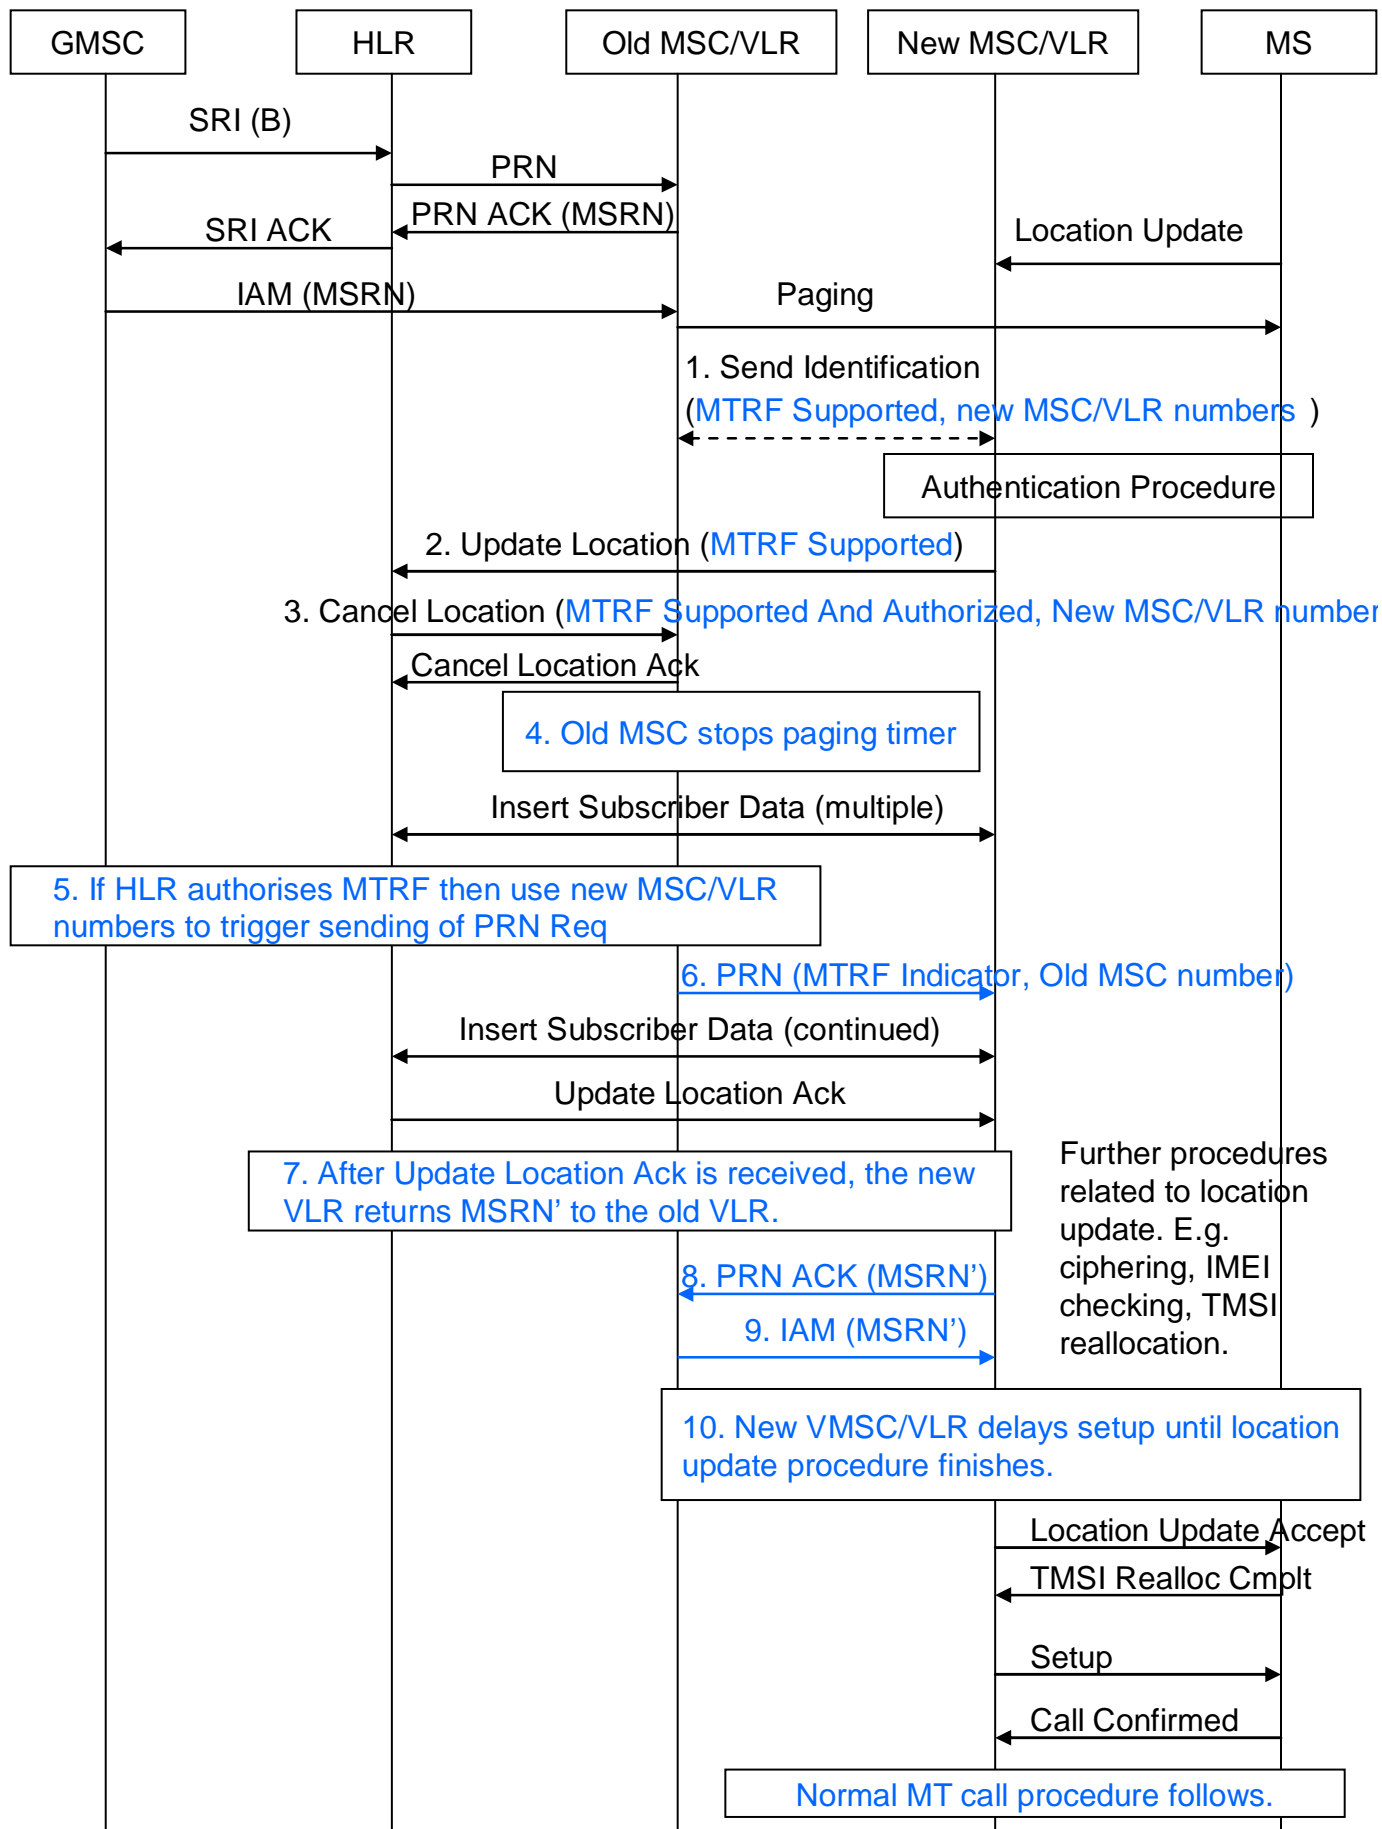 GMSC
HLR
Old MSC/VLR
New MSC/VLR
MS
SRI (B)
PRN
PRN ACK (MSRN)
SRI ACK
Location Update
IAM (MSRN)
Paging
1. Send Identification
(MTRF Supported, new MSC/VLR numbers )
Authentication Procedure
2. Update Location (MTRF Supported)
3. Cancel Location (MTRF Supported And Authorized, New MSC/VLR number
Cancel Location Ack
4. Old MSC stops paging timer
Insert Subscriber Data (multiple)
5. If HLR authorises MTRF then use new MSC/VLR
numbers to trigger sending of PRN Req
6. PRN (MTRF Indicator, Old MSC number)
Insert Subscriber Data (continued)
Update Location Ack
7. After Update Location Ack is received, the new
VLR returns MSRN’ to the old VLR.
Further procedures
related to location
update. E.g.
ciphering, IMEI
checking, TMSI
reallocation.
8. PRN ACK (MSRN’)
9. IAM (MSRN’)
10. New VMSC/VLR delays setup until location
update procedure finishes.
Location Update Accept
TMSI Realloc Cmplt
Setup
Call Confirmed
Normal MT call procedure follows.